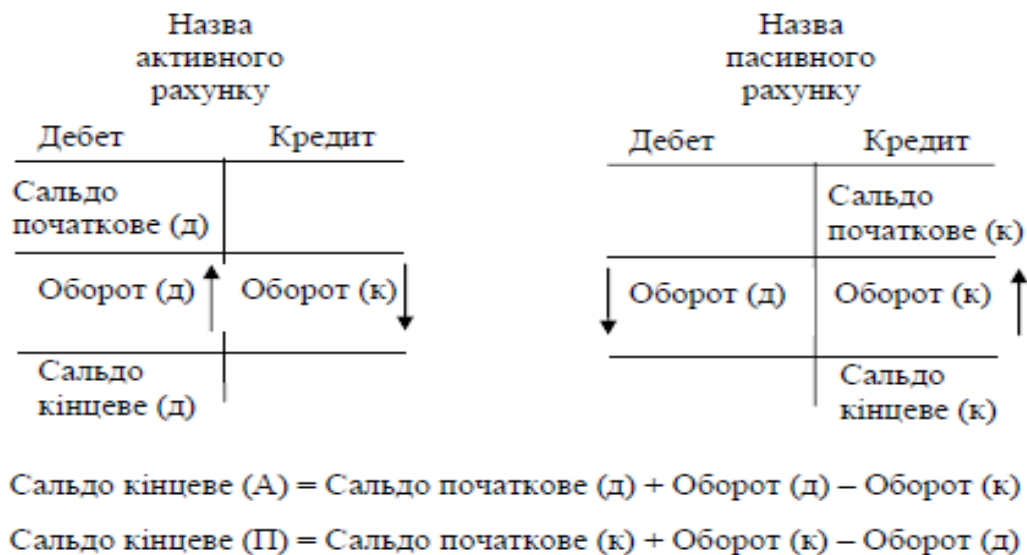 Назва
активного
рахунку
Дебет Кредит
Сальдо
початкове (д)
Оборот (д) Оборот (к)
Сальдо
кінцеве (д)
Назва
пасивного
рахунку
Дебет Кредит
Сальдо
початкове (к)
Оборот (д) Оборот (к)
Сальдо
кінцеве (к)
Сальдо кінцеве (А) = Сальдо початкове (д) + Оборот (д) – Оборот (к)
Сальдо кінцеве (П) = Сальдо початкове (к) + Оборот (к) – Оборот (д)